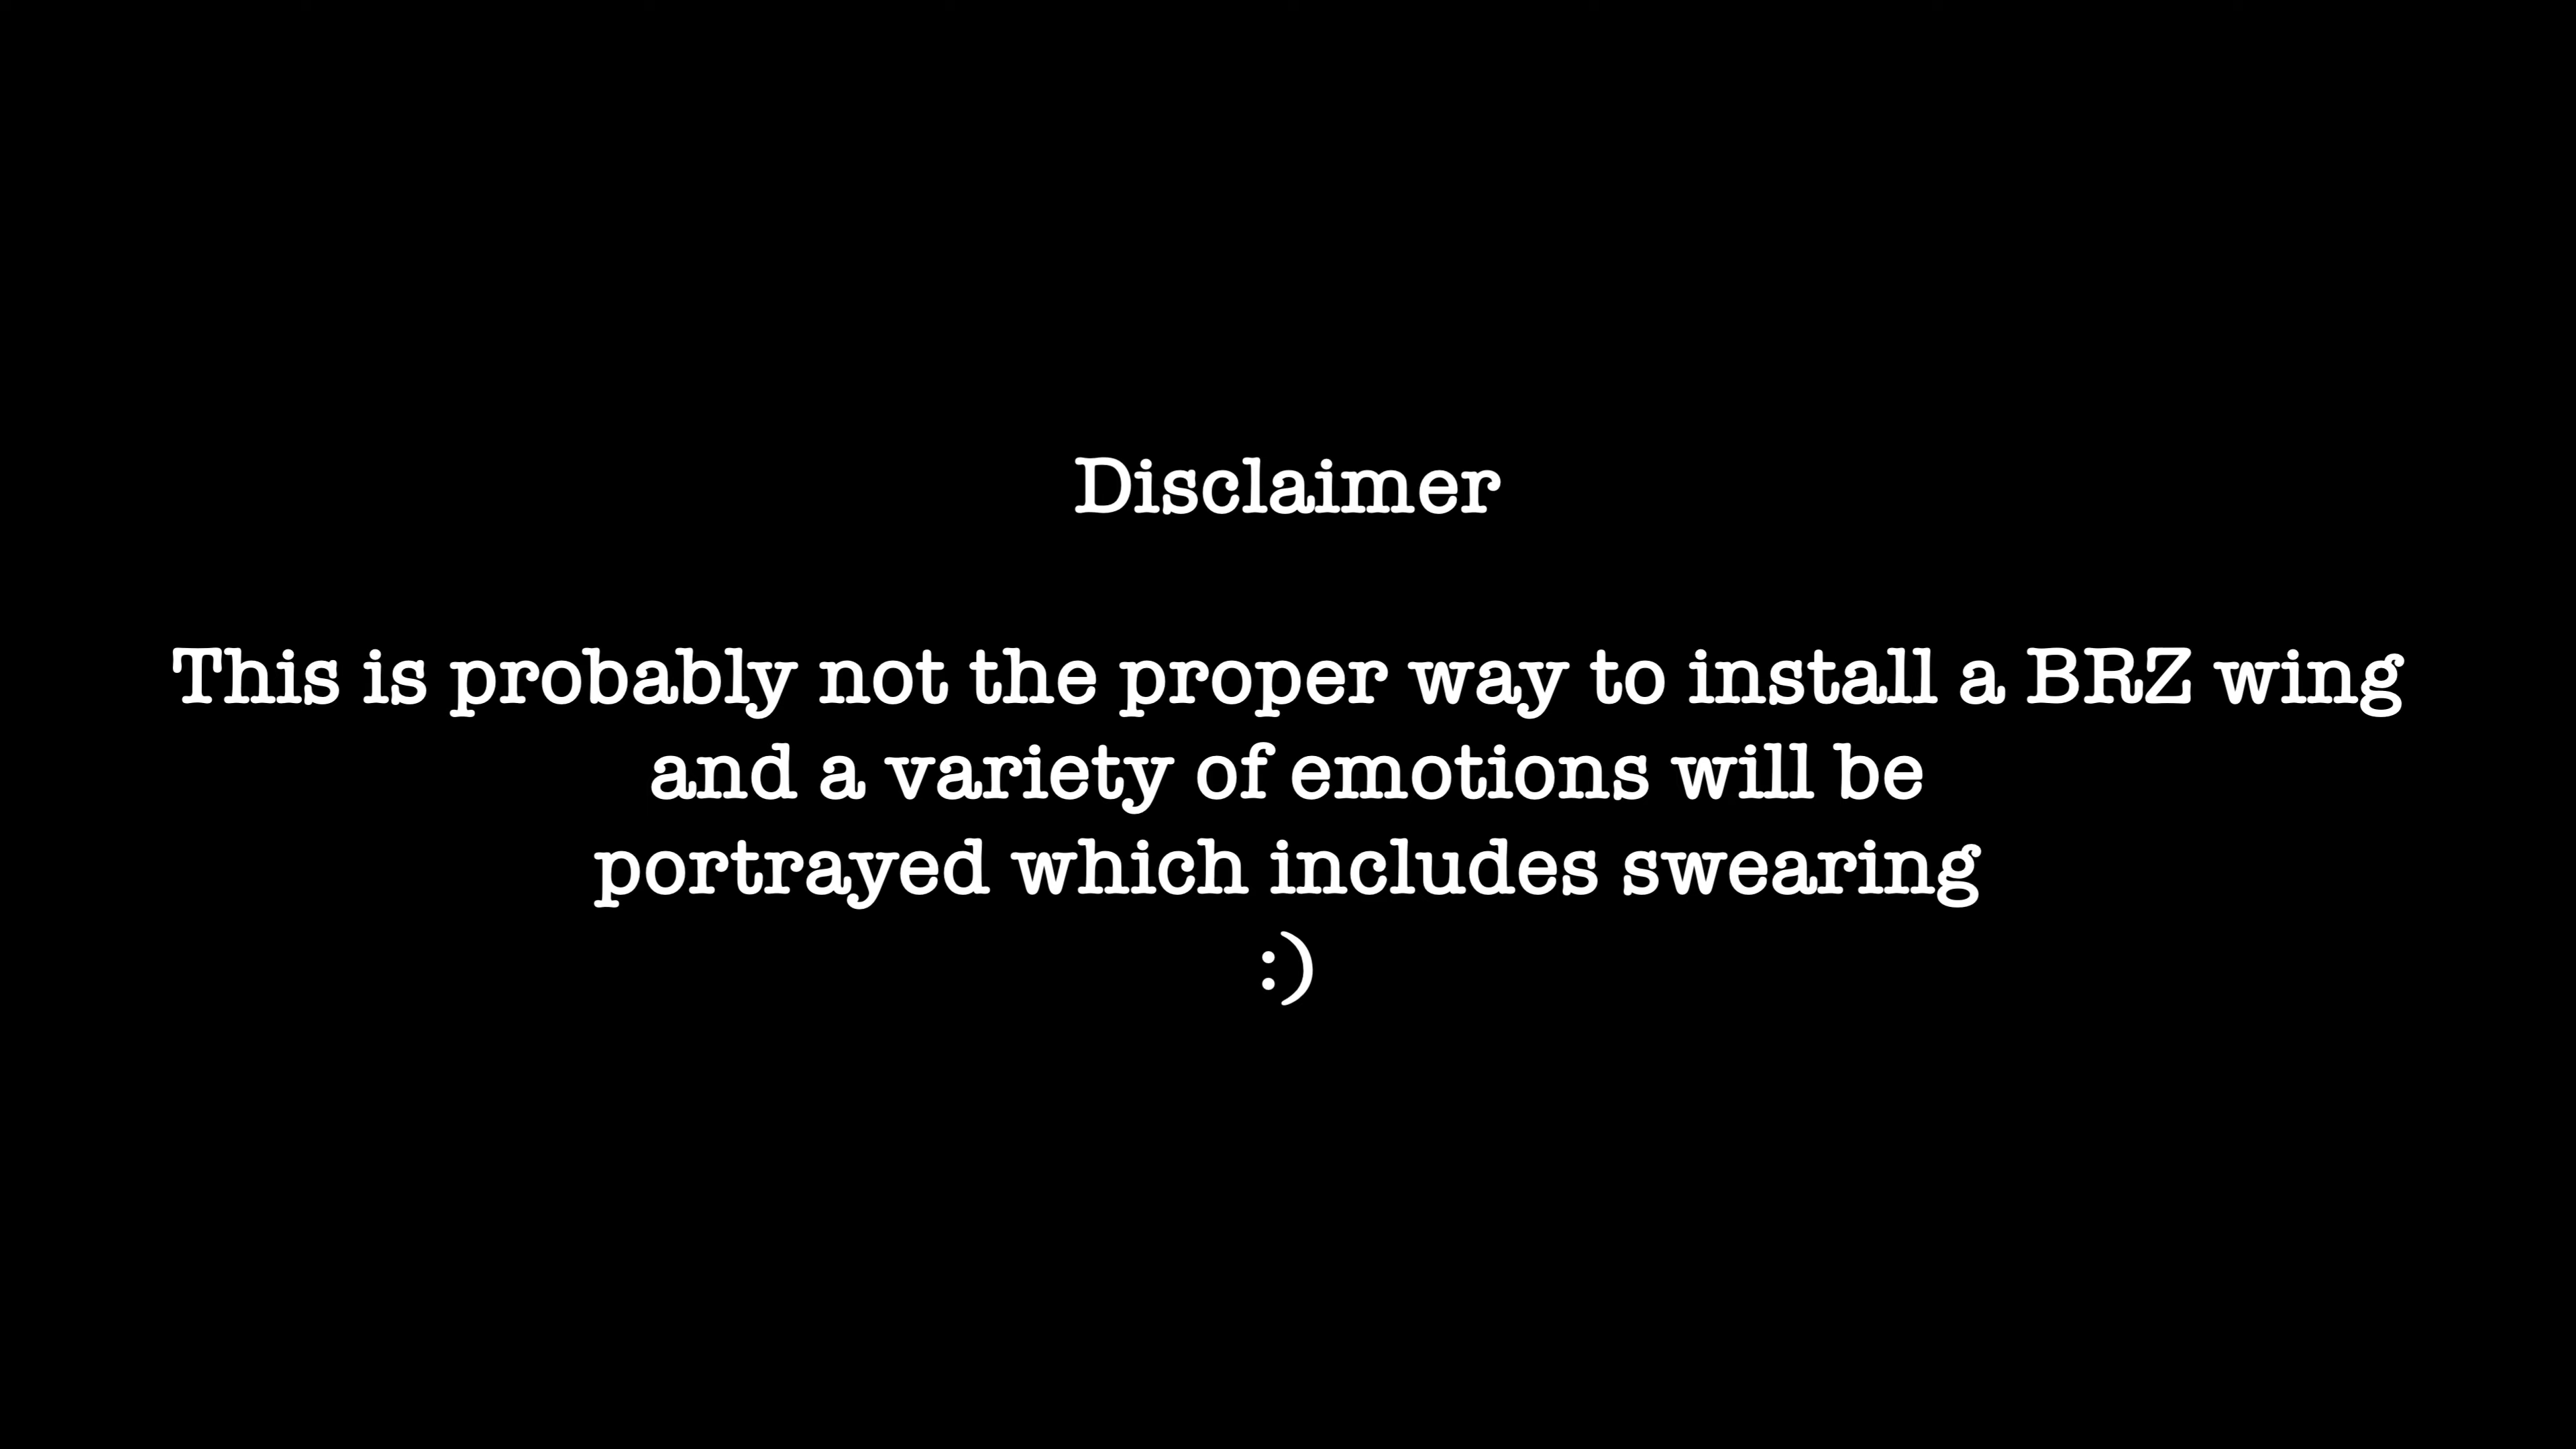 Disclaimer
This is probably not the proper way to install a BRZ wing
and a variety of emotions will be
portrayed which includes swearing
:)